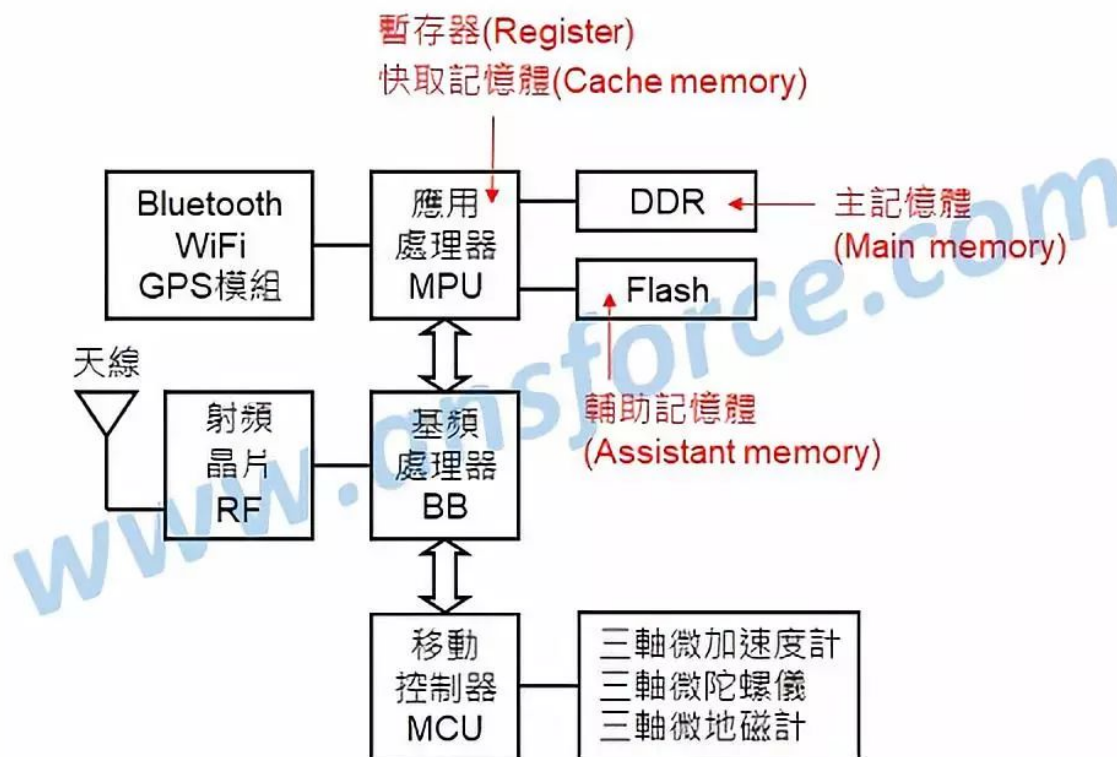 暫存器(Register)
快取記憶體(Cache memory)
Bluetooth
WiFi
GPS模組
應用
處理器
MPU
DDR
主記憶體
(Main memory)
Flash
輔助記憶體
(Assistant memory)
天線
射頻
晶片
RF
基頻
處理器
BB
移動
控制器
MCU
三軸微加速度計
三軸微陀螺儀
三軸微地磁計
www.ansforce.com